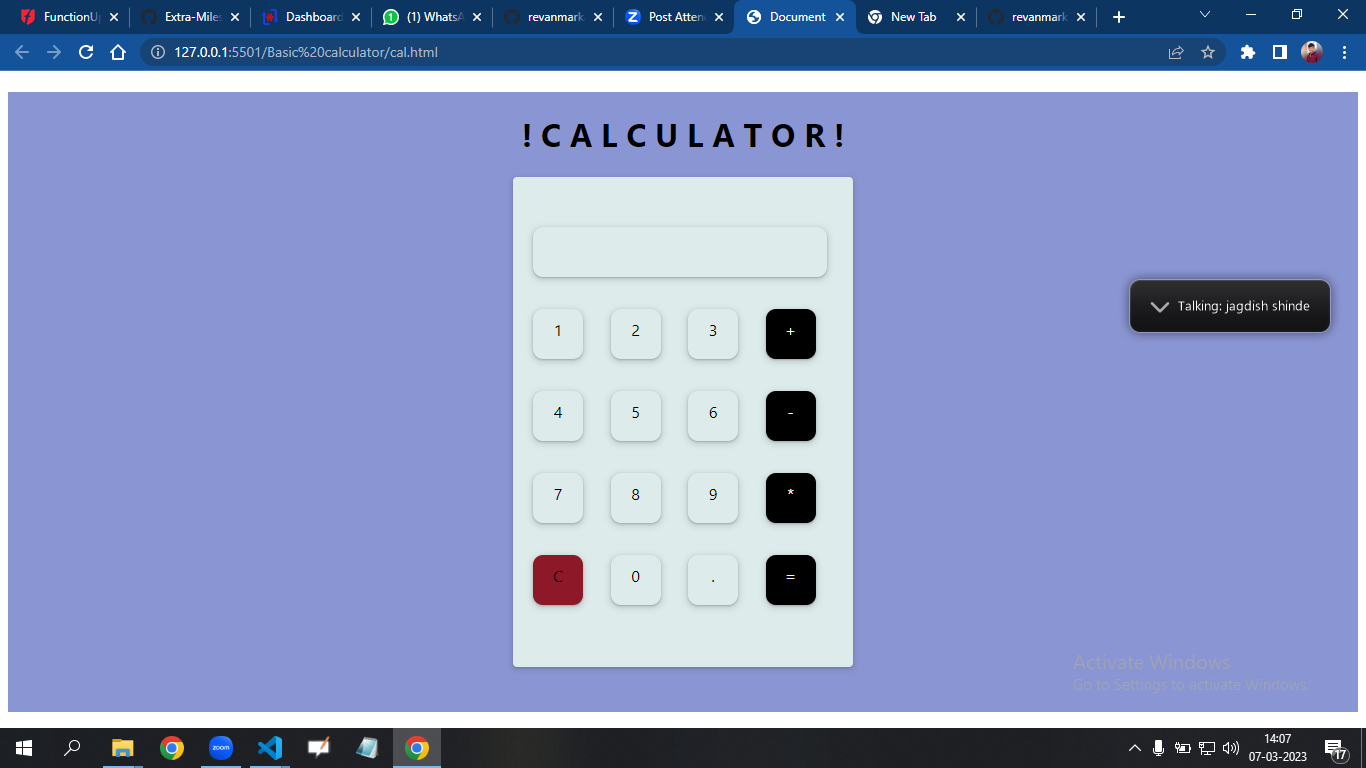 FunctionU
Extra-Miles
Dashboard
(1) WhatsA
revanmark
Post Atten
Document
New Tab
revanmark
127.0.0.1:5501/Basic%20calculator/cal.html
! C A L C U L A T O R !
1 2 3 +
4 5 6 -
7 8 9 *
C 0 . =
Talking: jagdish shinde
Activate Windows
Go to Settings to activate Windows.
zoom
14:07
07-03-2023
17